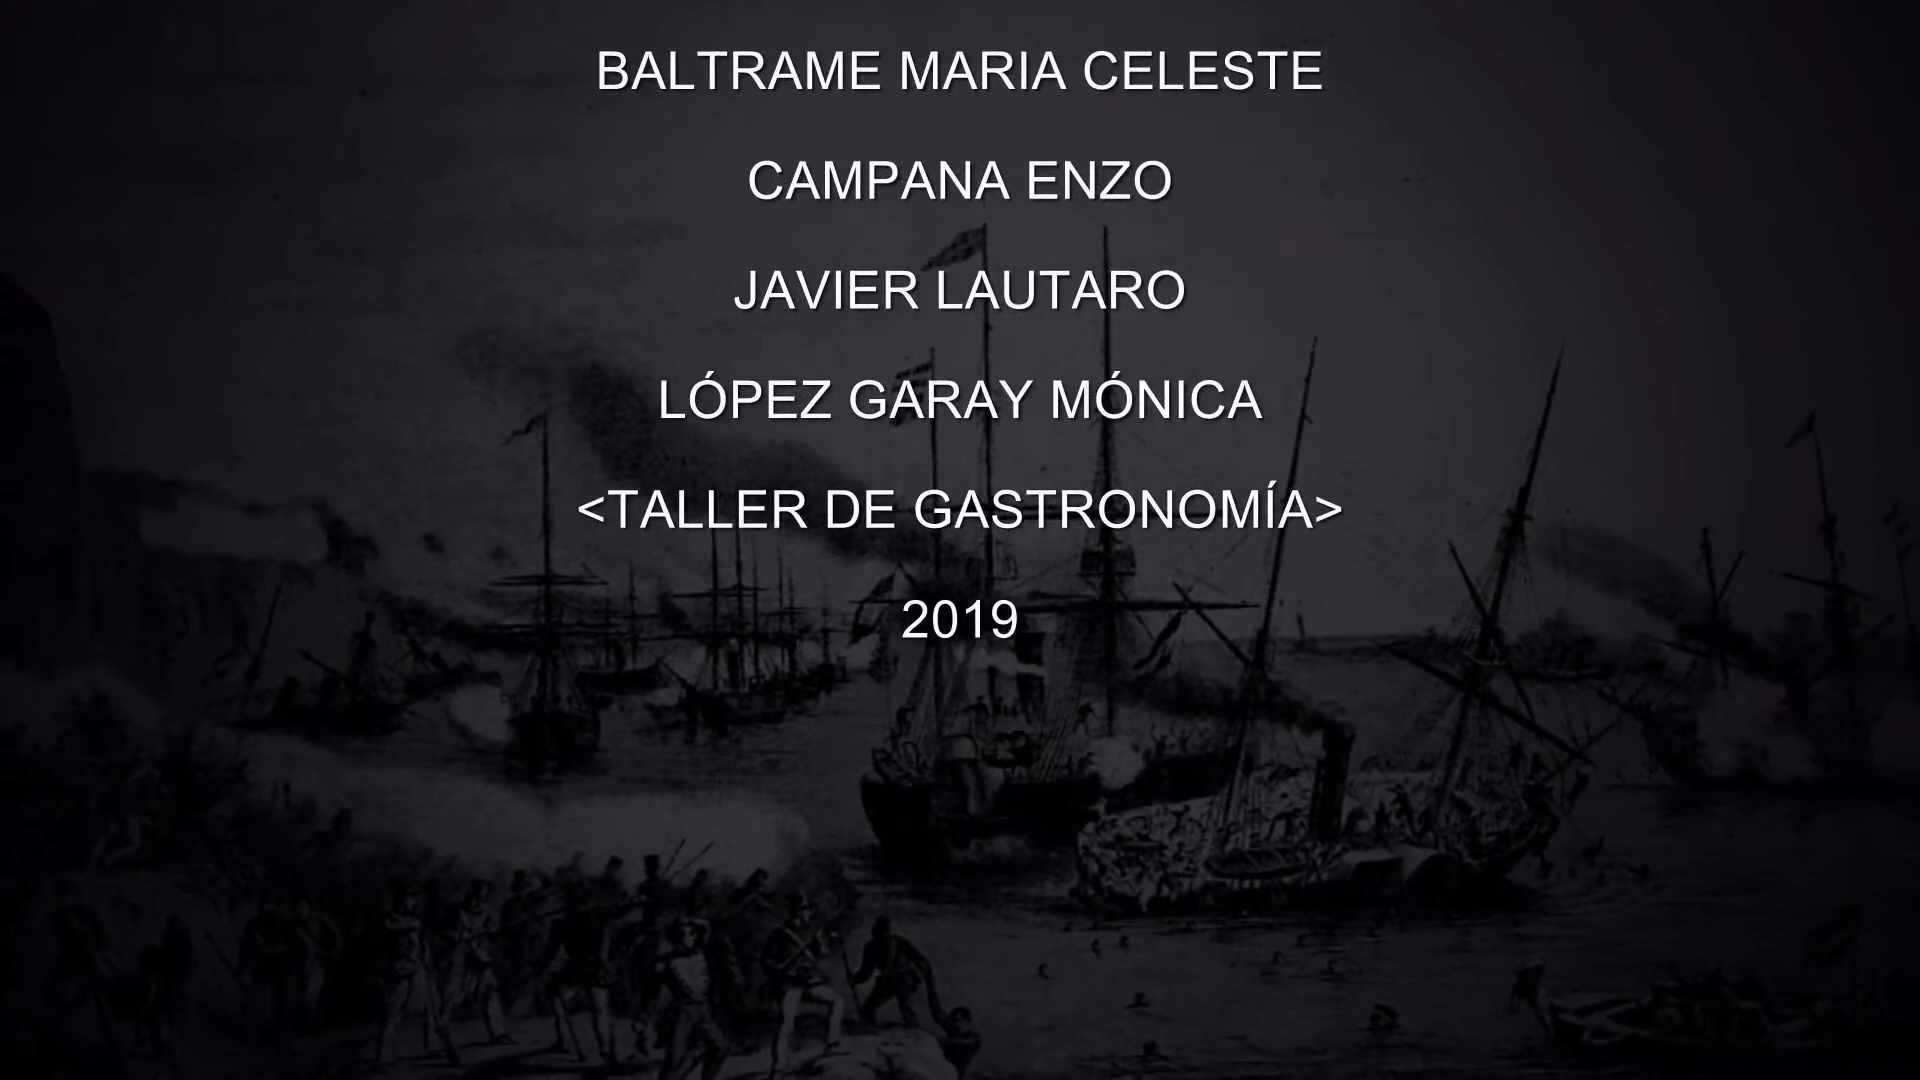 BALTRAME MARIA CELESTE
CAMPANA ENZO
JAVIER LAUTARO
LÓPEZ GARAY MÓNICA
<TALLER DE GASTRONOMÍA>
2019